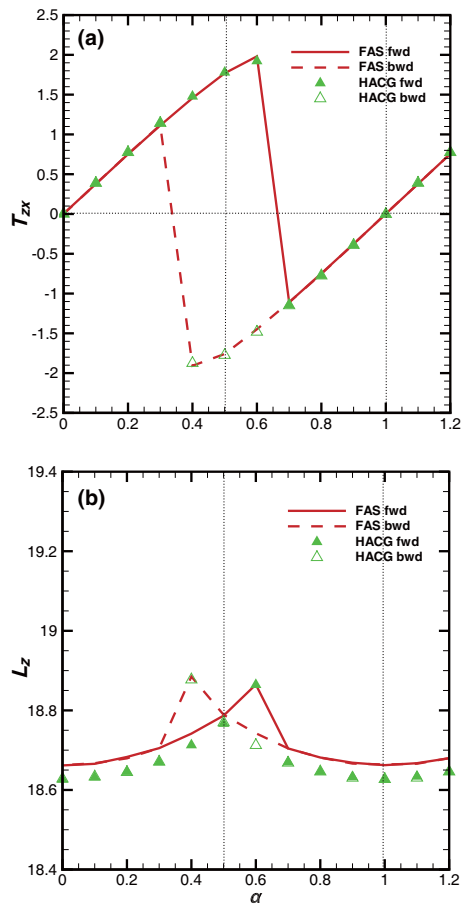 2.5
(a)
FAS fwd
FAS bwd
HACG fwd
HACG bwd
2
1.5
1
0.5
0
-0.5
-1
-1.5
-2
-2.5
T_zx
0 0.2 0.4 0.6 0.8 1 1.2
19.4
(b)
FAS fwd
FAS bwd
HACG fwd
HACG bwd
19.2
19
18.8
18.6
18.4
L_z
0 0.2 0.4 0.6 0.8 1 1.2
α